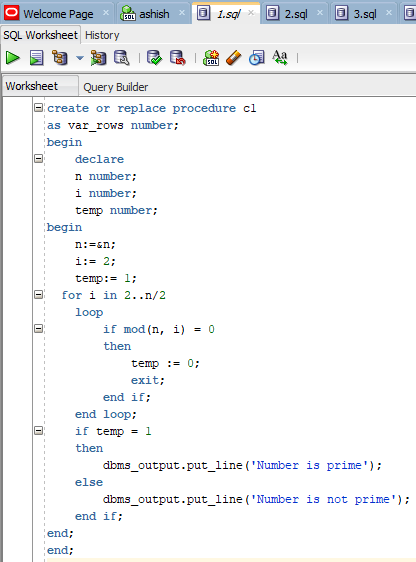 Welcome Page ashish 1.sql 2.sql 3.sql
SQL Worksheet History
Worksheet Query Builder
create or replace procedure c1
as var_rows number;
begin
declare
n number;
i number;
temp number;
begin
n:=&n;
i:= 2;
temp:= 1;
for i in 2..n/2
loop
if mod(n, i) = 0
then
temp := 0;
exit;
end if;
end loop;
if temp = 1
then
dbms_output.put_line('Number is prime');
else
dbms_output.put_line('Number is not prime');
end if;
end;
end;